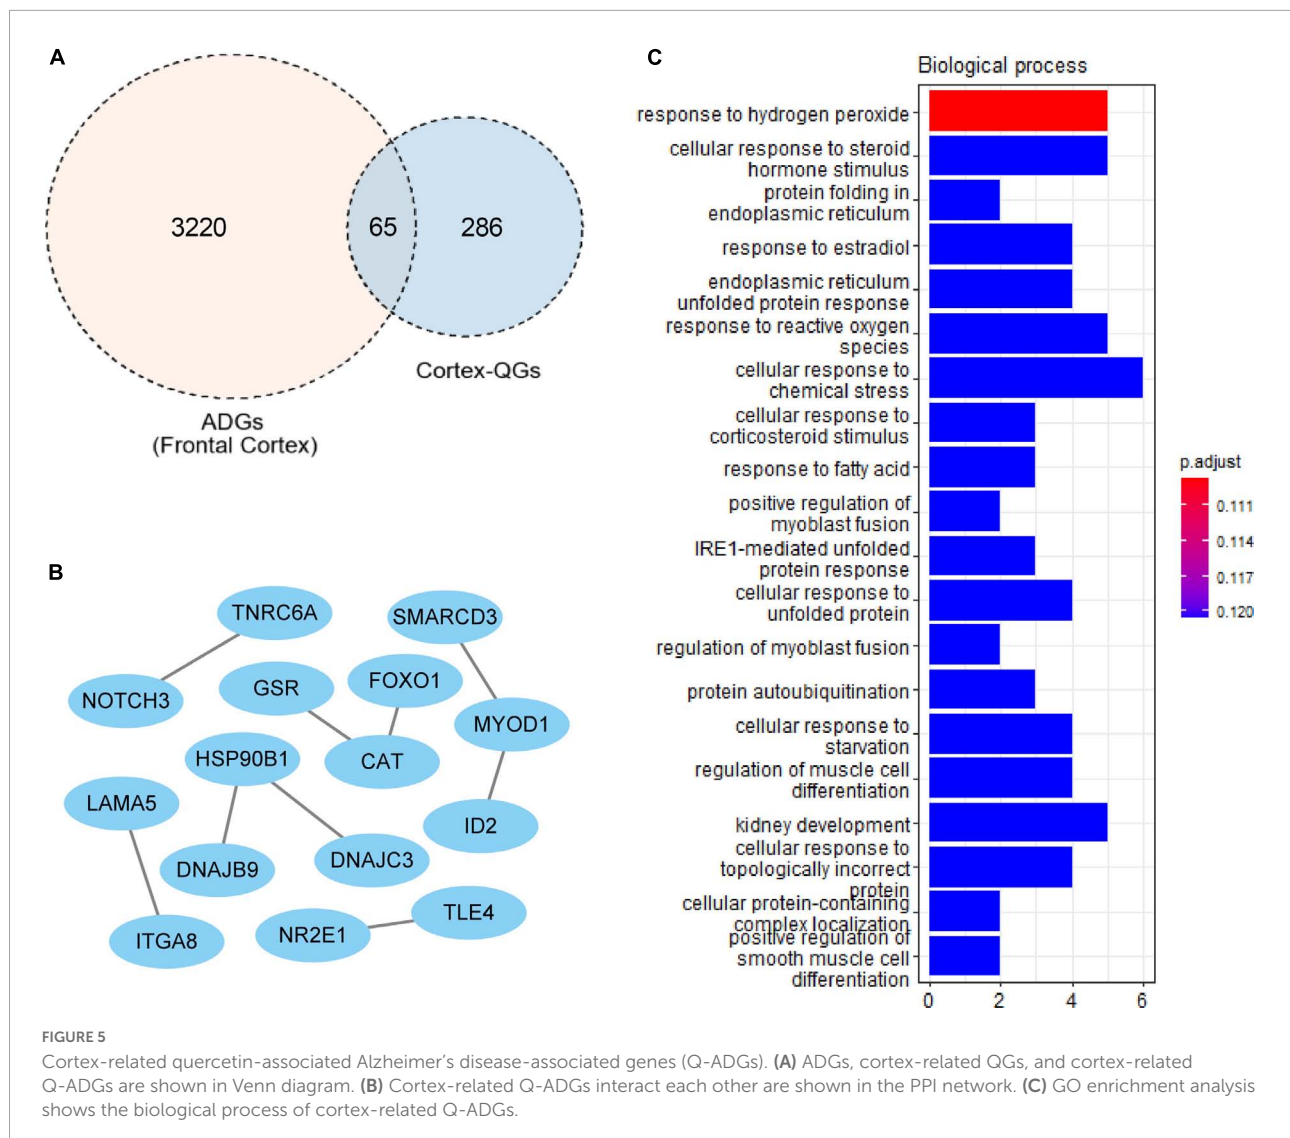 A
3220
65
286
Cortex-QGs
ADGs
(Frontal Cortex)
B
TNRC6A
SMARCD3
NOTCH3
GSR
FOXO1
MYOD1
HSP90B1
CAT
LAMA5
ID2
DNAJB9
DNAJC3
TLE4
ITGA8
NR2E1
C
Biological process
response to hydrogen peroxide
cellular response to steroid
hormone stimulus
protein folding in
endoplasmic reticulum
response to estradiol
endoplasmic reticulum
unfolded protein response
response to reactive oxygen
species
cellular response to
chemical stress
cellular response to
corticosteroid stimulus
response to fatty acid
positive regulation of
myoblast fusion
IRE1-mediated unfolded
protein response
cellular response to
unfolded protein
regulation of myoblast fusion
protein autoubiquitination
cellular response to
starvation
regulation of muscle cell
differentiation
kidney development
cellular response to
topologically incorrect
protein
cellular protein-containing
complex localization
positive regulation of
smooth muscle cell
differentiation
0 2 4 6
p.adjust
0.111
0.114
0.117
0.120
FIGURE 5
Cortex-related quercetin-associated Alzheimer's disease-associated genes (Q-ADGs). (A) ADGs, cortex-related QGs, and cortex-related
Q-ADGs are shown in Venn diagram. (B) Cortex-related Q-ADGs interact each other are shown in the PPI network. (C) GO enrichment analysis
shows the biological process of cortex-related Q-ADGs.